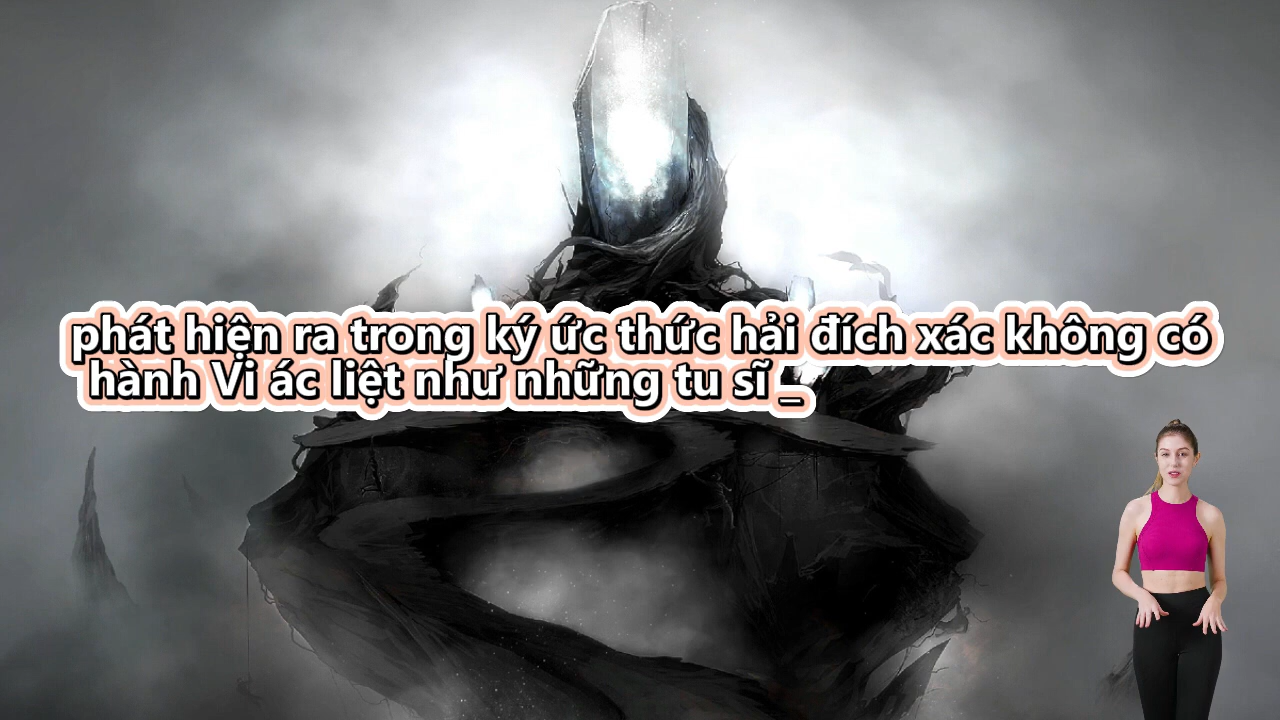 phát hiện ra trong ký ức thức hải đích xác không có
hành Vi ác liệt như những tu sĩ _